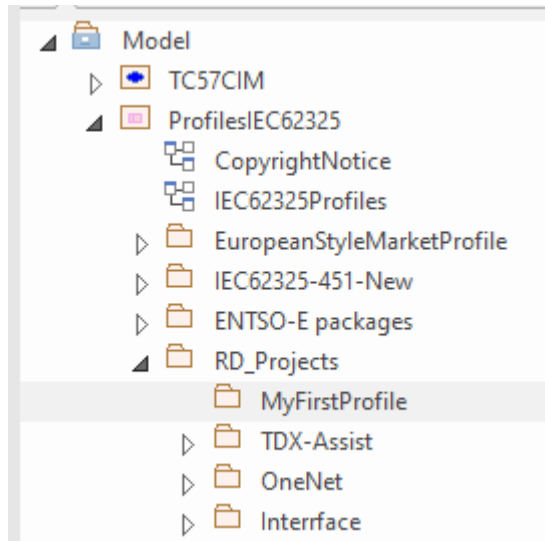 Model
TC57CIM
ProfilesIEC62325
CopyrightNotice
IEC62325Profiles
EuropeanStyleMarketProfile
IEC62325-451-New
ENTSO-E packages
RD_Projects
MyFirstProfile
TDX-Assist
OneNet
Interrface